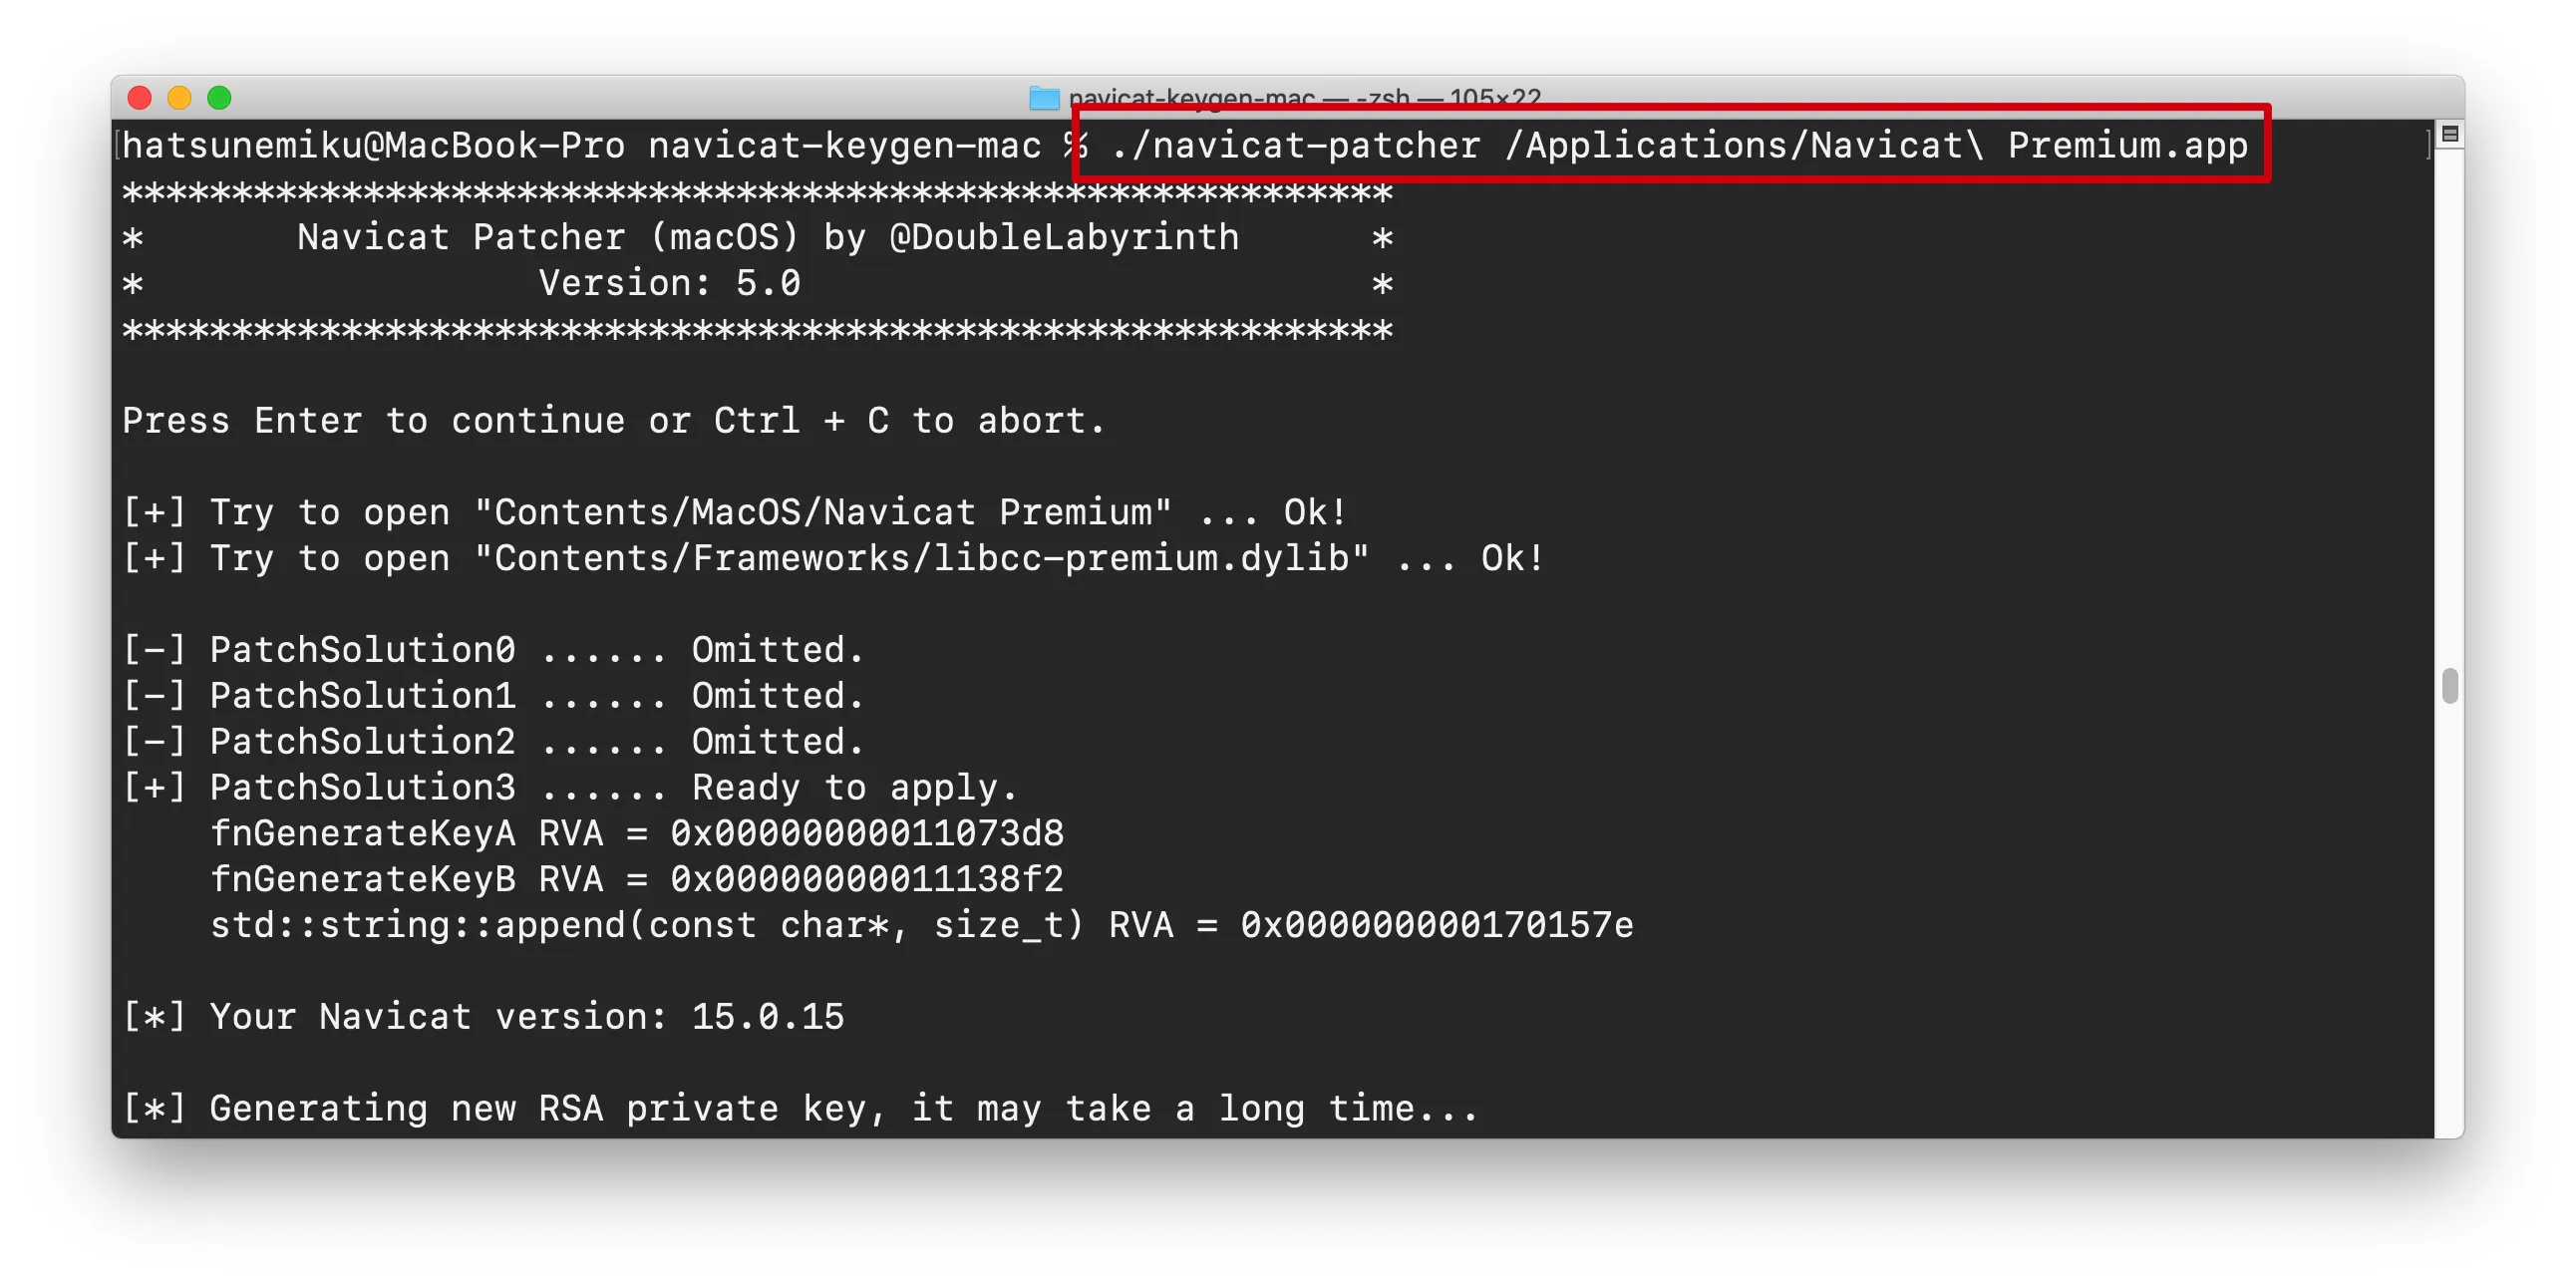 navicat-keygen-mac — -zsh — 105×22
hatsunemiku@MacBook-Pro navicat-keygen-mac % ./navicat-patcher /Applications/Navicat\ Premium.app
**********************************************************
*       Navicat Patcher (macOS) by @DoubleLabyrinth      *
*                  Version: 5.0                          *
**********************************************************
Press Enter to continue or Ctrl + C to abort.
[+] Try to open "Contents/MacOS/Navicat Premium" ... Ok!
[+] Try to open "Contents/Frameworks/libcc-premium.dylib" ... Ok!
[-] PatchSolution0 ...... Omitted.
[-] PatchSolution1 ...... Omitted.
[-] PatchSolution2 ...... Omitted.
[+] PatchSolution3 ...... Ready to apply.
    fnGenerateKeyA RVA = 0x00000000011073d8
    fnGenerateKeyB RVA = 0x00000000011138f2
    std::string::append(const char*, size_t) RVA = 0x000000000170157e
[*] Your Navicat version: 15.0.15
[*] Generating new RSA private key, it may take a long time...